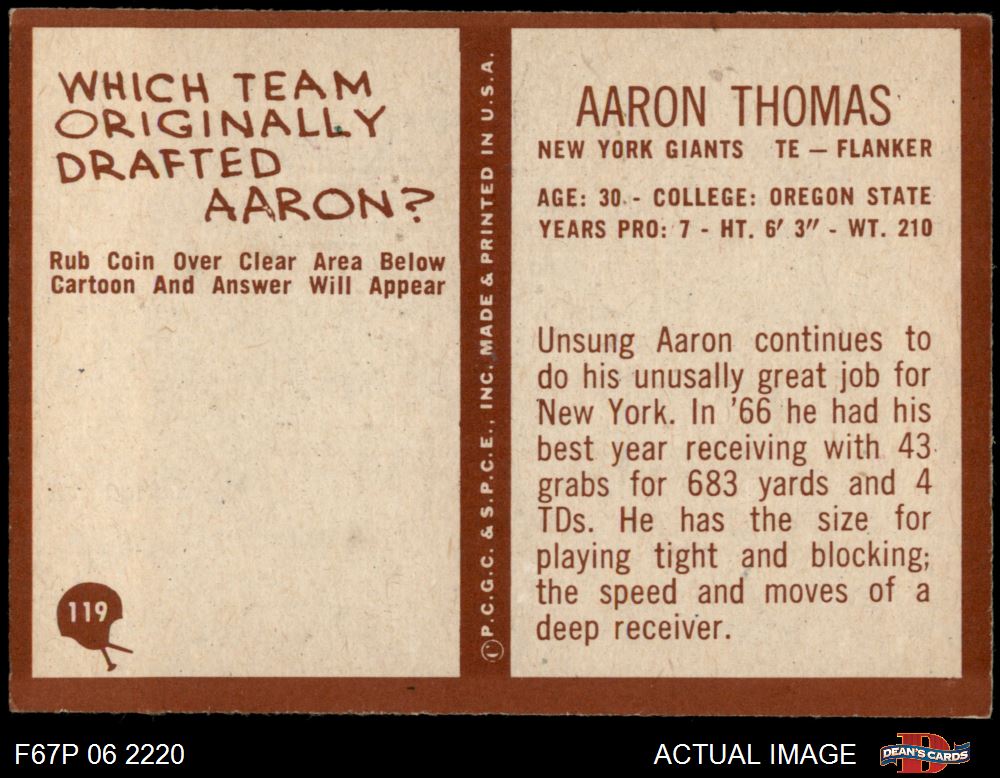 WHICH TEAM
ORIGINALLY
DRAFTED
AARON?
Rub Coin Over Clear Area Below
Cartoon And Answer Will Appear
119
© P.C.G.C. & S.P.C.E., INC. MADE & PRINTED IN U.S.A.
AARON THOMAS
NEW YORK GIANTS TE — FLANKER
AGE: 30 - COLLEGE: OREGON STATE
YEARS PRO: 7 - HT. 6' 3" - WT. 210
Unsung Aaron continues to
do his unusally great job for
New York. In '66 he had his
best year receiving with 43
grabs for 683 yards and 4
TDs. He has the size for
playing tight and blocking;
the speed and moves of a
deep receiver.
F67P 06 2220
ACTUAL IMAGE
DEAN'S CARDS